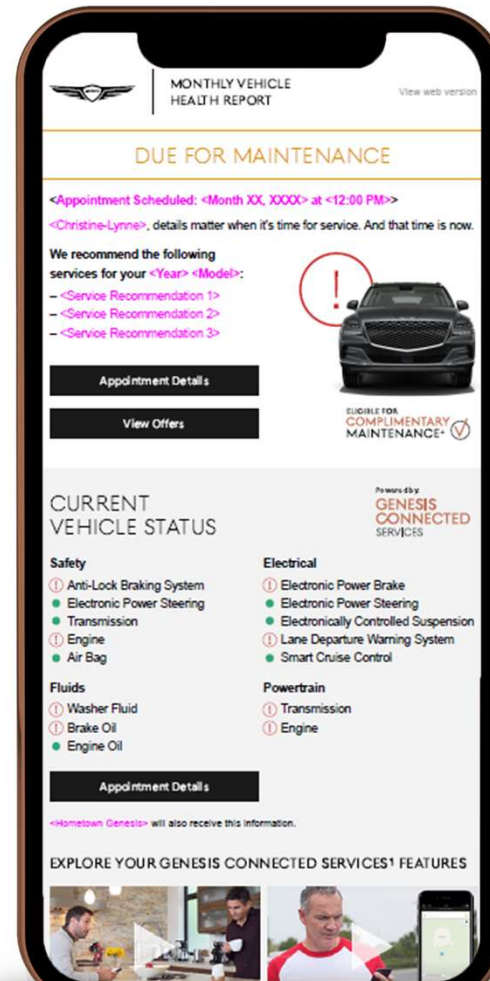 MONTHLY VEHICLE
HEALTH REPORT
View web version
DUE FOR MAINTENANCE
<Appointment Scheduled: <Month XX, XXXX> at <12:00 PM>>
<Christine-Lynne>, details matter when it's time for service. And that time is now.
We recommend the following
services for your <Year> <Model>:
– <Service Recommendation 1>
– <Service Recommendation 2>
– <Service Recommendation 3>
Appointment Details
View Offers
ELIGIBLE FOR
COMPLIMENTARY
MAINTENANCE+
CURRENT
VEHICLE STATUS
Powered by
GENESIS
CONNECTED
SERVICES
Safety
Anti-Lock Braking System
Electronic Power Steering
Transmission
Engine
Air Bag
Electrical
Electronic Power Brake
Electronic Power Steering
Electronically Controlled Suspension
Lane Departure Warning System
Smart Cruise Control
Fluids
Washer Fluid
Brake Oil
Engine Oil
Powertrain
Transmission
Engine
Appointment Details
<Hometown Genesis> will also receive this information.
EXPLORE YOUR GENESIS CONNECTED SERVICES¹ FEATURES